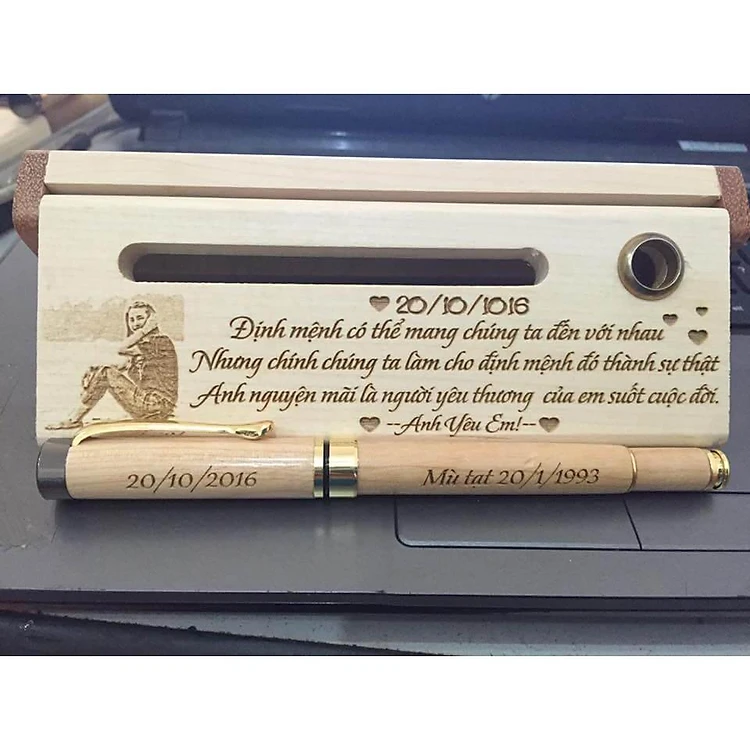 20/10/1016
Định mệnh có thể mang chúng ta đến với nhau
Nhưng chính chúng ta làm cho định mệnh đó thành sự thật
Anh nguyện mãi là người yêu thương của em suốt cuộc đời.
--Anh Yêu Em!--
20/10/2016
Mù tạt 20/1/1993